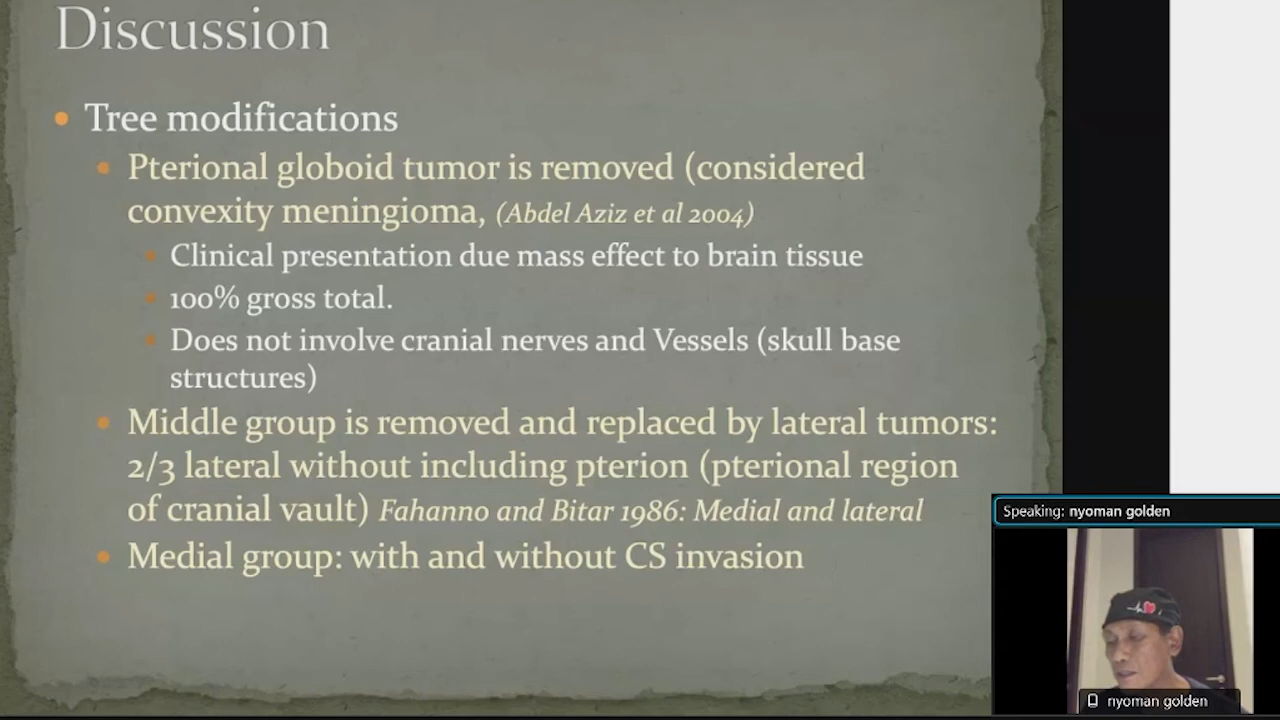 Discussion
Tree modifications
Pterional globoid tumor is removed (considered
convexity meningioma, (Abdel Aziz et al 2004)
Clinical presentation due mass effect to brain tissue
100% gross total.
Does not involve cranial nerves and Vessels (skull base
structures)
Middle group is removed and replaced by lateral tumors:
2/3 lateral without including pterion (pterional region
of cranial vault) Fahanno and Bitar 1986: Medial and lateral
Medial group: with and without CS invasion
Speaking: nyoman golden
nyoman golden